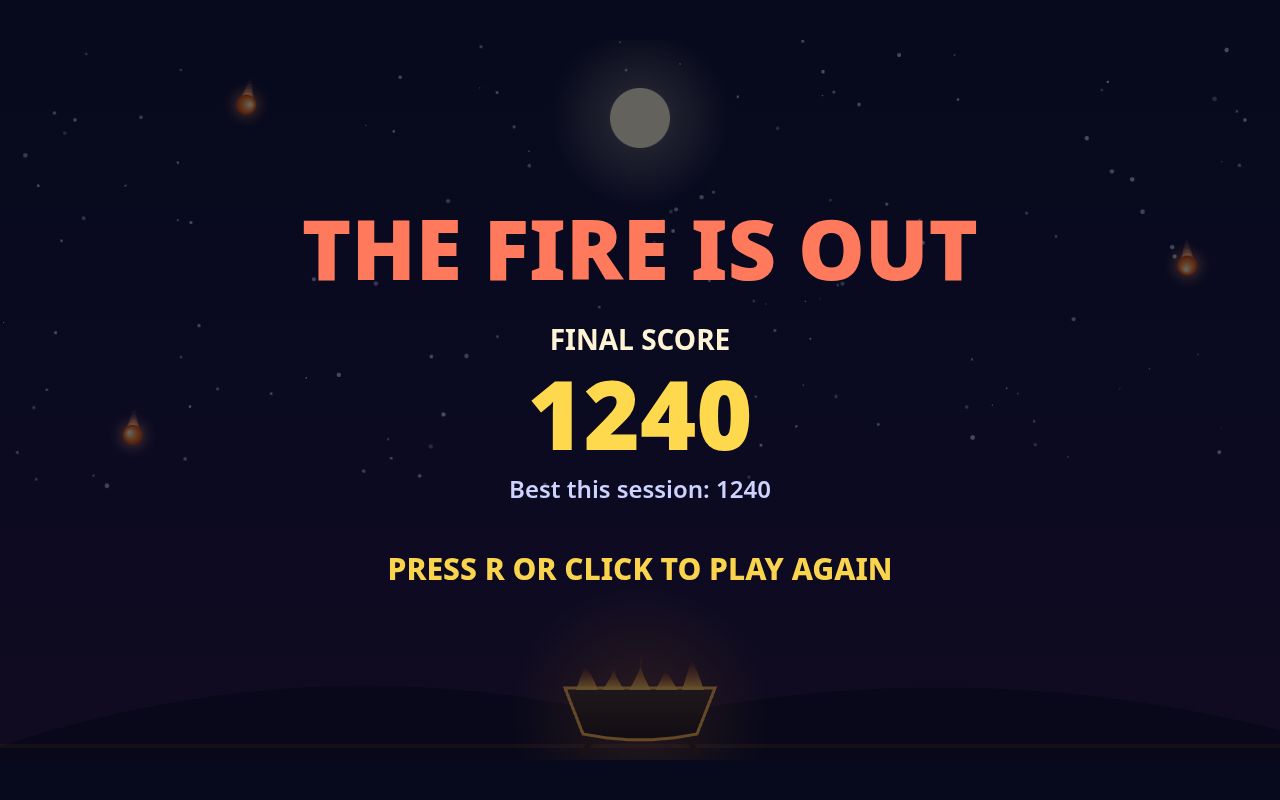 THE FIRE IS OUT
FINAL SCORE
1240
Best this session: 1240
PRESS R OR CLICK TO PLAY AGAIN